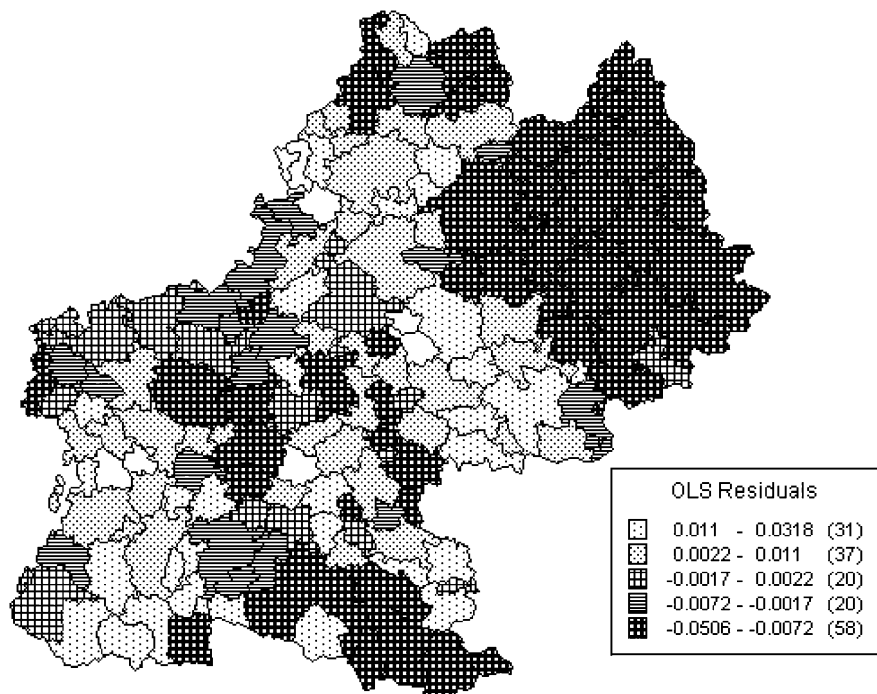 OLS Residuals
0.011 - 0.0318 (31)
0.0022 - 0.011 (37)
-0.0017 - 0.0022 (20)
-0.0072 - -0.0017 (20)
-0.0506 - -0.0072 (58)